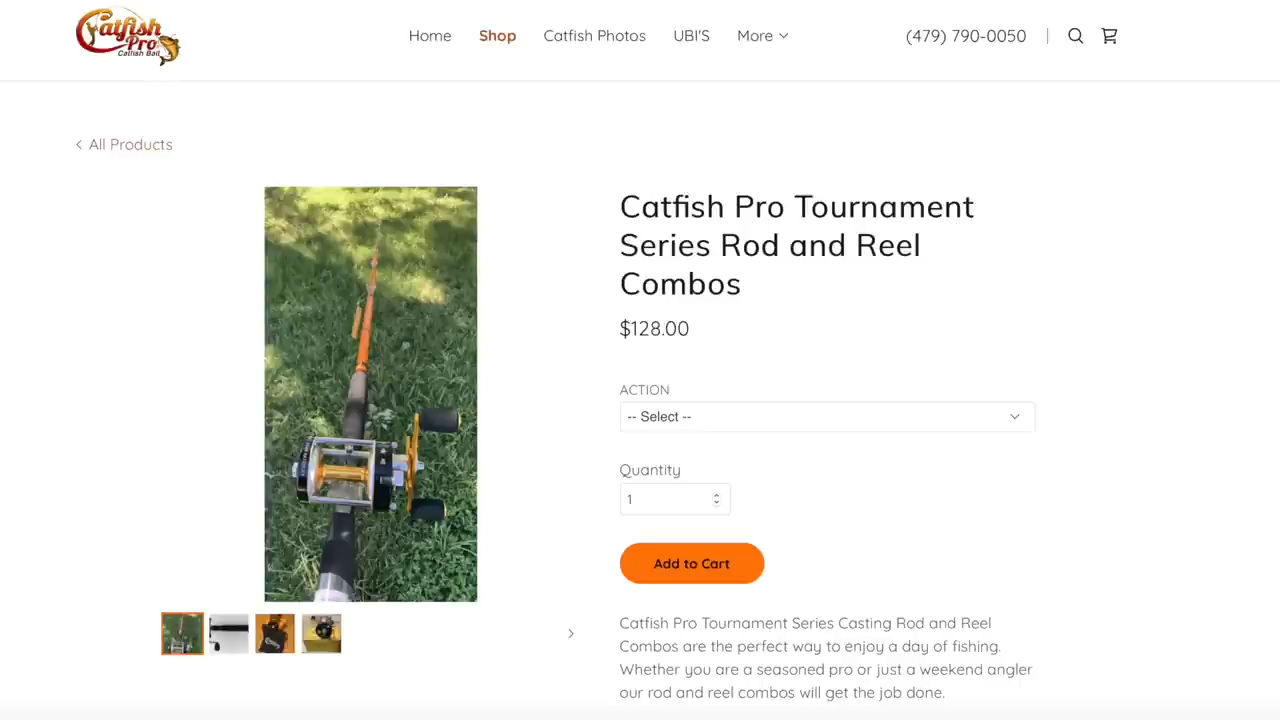 Catfish
Pro
Catfish Bait
Home
Shop
Catfish Photos
UBI'S
More
(479) 790-0050
All Products
Catfish Pro Tournament
Series Rod and Reel
Combos
$128.00
ACTION
-- Select --
Quantity
1
Add to Cart
Catfish Pro Tournament Series Casting Rod and Reel
Combos are the perfect way to enjoy a day of fishing.
Whether you are a seasoned pro or just a weekend angler
our rod and reel combos will get the job done.